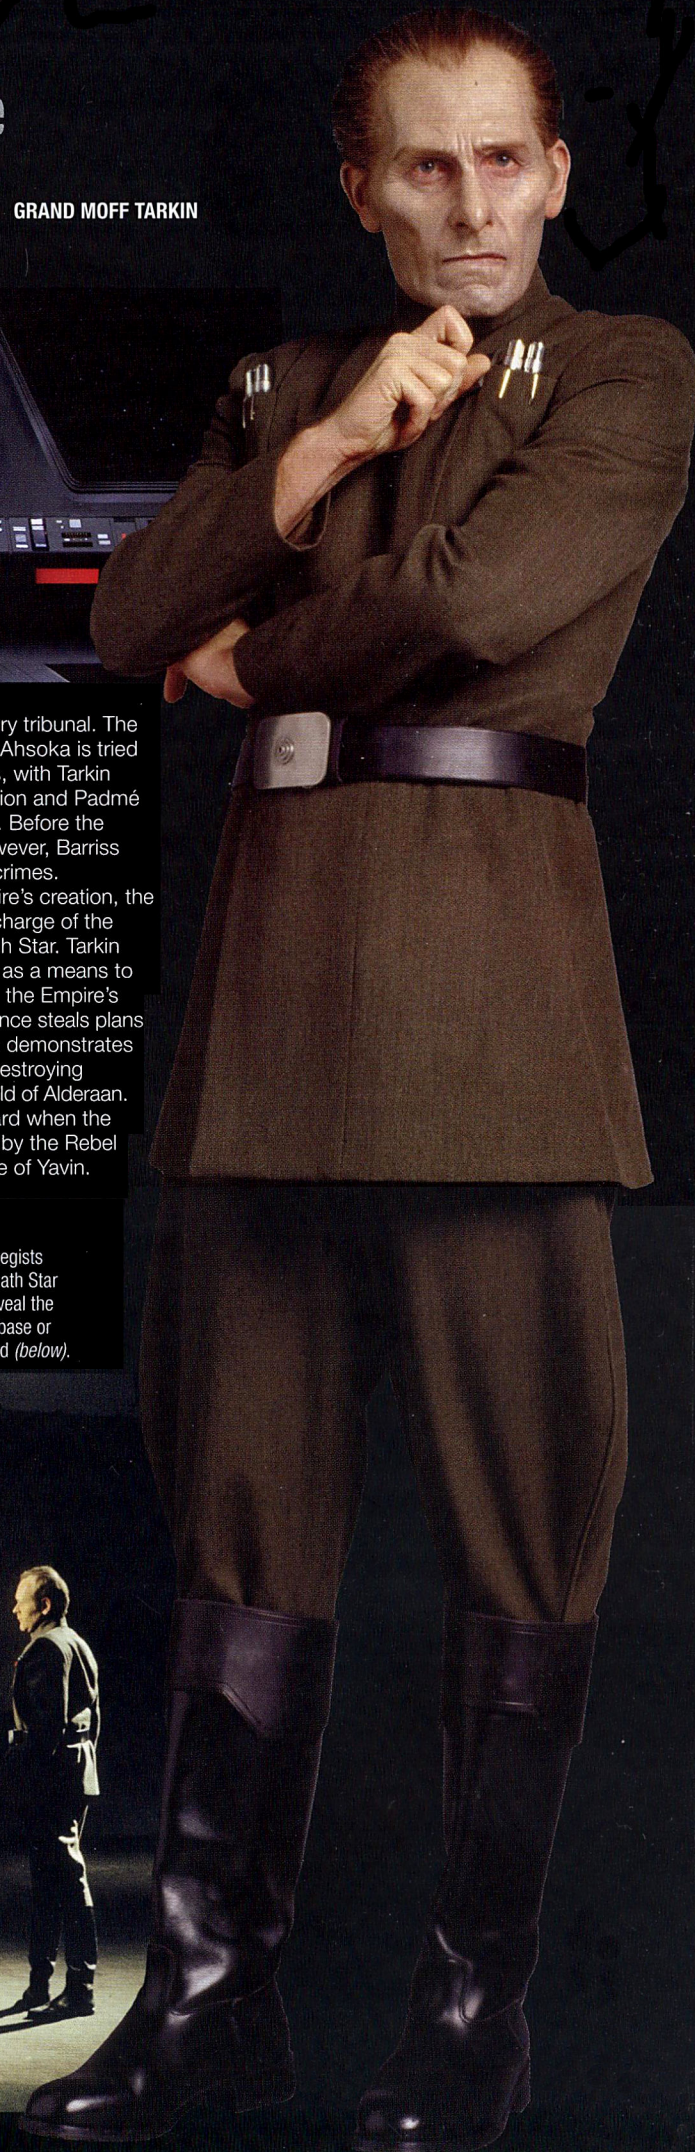 e
GRAND MOFF TARKIN
ry tribunal. The
Ahsoka is tried
, with Tarkin
ion and Padmé
. Before the
wever, Barriss
crimes.
ire’s creation, the
charge of the
h Star. Tarkin
as a means to
the Empire’s
nce steals plans
demonstrates
estroying
ld of Alderaan.
ard when the
by the Rebel
e of Yavin.
egists
ath Star
veal the
base or
d (below).